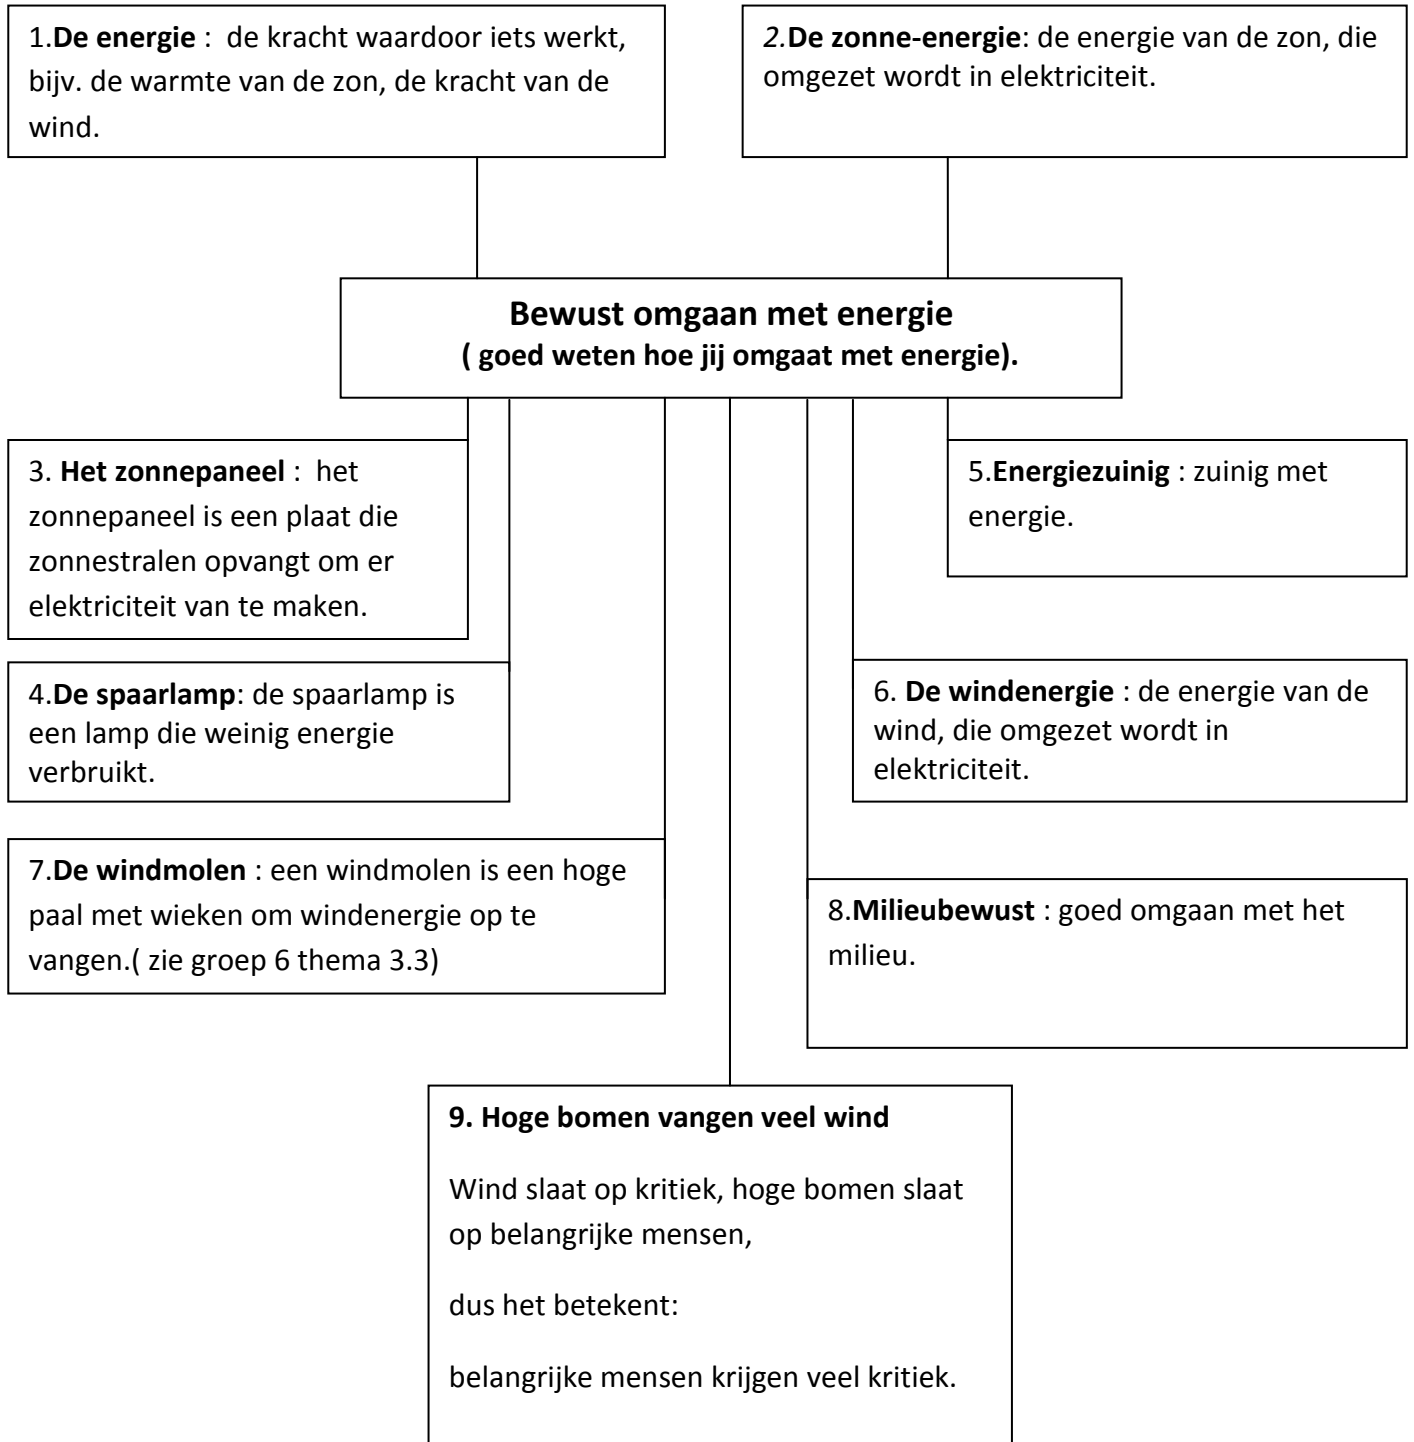 1.De energie :  de kracht waardoor iets werkt,
bijv. de warmte van de zon, de kracht van de
wind.
2.De zonne-energie: de energie van de zon, die
omgezet wordt in elektriciteit.
Bewust omgaan met energie
( goed weten hoe jij omgaat met energie).
3. Het zonnepaneel :  het
zonnepaneel is een plaat die
zonnestralen opvangt om er
elektriciteit van te maken.
5.Energiezuinig : zuinig met
energie.
4.De spaarlamp: de spaarlamp is
een lamp die weinig energie
verbruikt.
6. De windenergie : de energie van de
wind, die omgezet wordt in
elektriciteit.
7.De windmolen : een windmolen is een hoge
paal met wieken om windenergie op te
vangen.( zie groep 6 thema 3.3)
8.Milieubewust : goed omgaan met het
milieu.
9. Hoge bomen vangen veel wind
Wind slaat op kritiek, hoge bomen slaat
op belangrijke mensen,
dus het betekent:
belangrijke mensen krijgen veel kritiek.